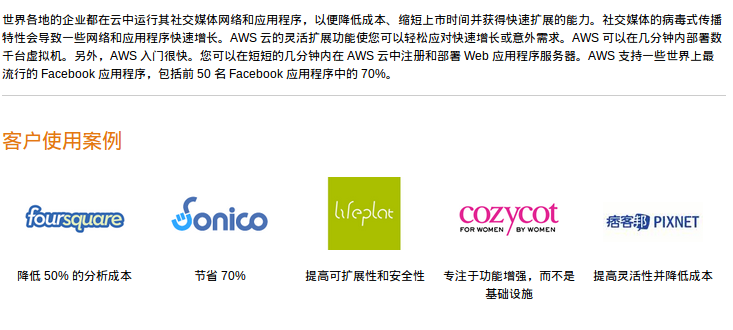 世界各地的企业都在云中运行其社交媒体网络和应用程序，以便降低成本、缩短上市时间并获得快速扩展的能力。社交媒体的病毒式传播
特性会导致一些网络和应用程序快速增长。AWS 云的灵活扩展功能使您可以轻松应对快速增长或意外需求。AWS 可以在几分钟内部署数
千台虚拟机。另外，AWS 入门很快。您可以在短短的几分钟内在 AWS 云中注册和部署 Web 应用程序服务器。AWS 支持一些世界上最
流行的 Facebook 应用程序，包括前 50 名 Facebook 应用程序中的 70%。
客户使用案例
foursquare
Sonico
lifeplat
cozycot
FOR WOMEN BY WOMEN
痞客邦 PIXNET
降低 50% 的分析成本
节省 70%
提高可扩展性和安全性
专注于功能增强，而不是
基础设施
提高灵活性并降低成本